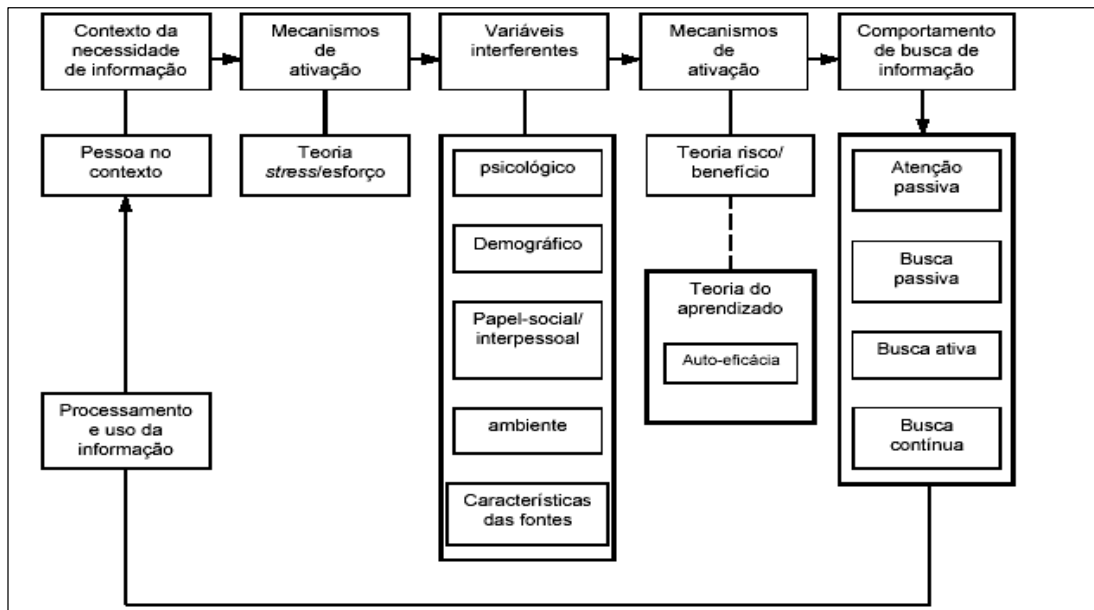 Contexto da
necessidade
de informação
Mecanismos
de
ativação
Variáveis
interferentes
Mecanismos
de
ativação
Comportamento
de busca de
informação
Pessoa no
contexto
Teoria
stress/esforço
psicológico
Demográfico
Papel-social/
interpessoal
ambiente
Características
das fontes
Teoria risco/
benefício
Teoria do
aprendizado
Auto-eficácia
Atenção
passiva
Busca
passiva
Busca ativa
Busca
contínua
Processamento
e uso da
informação